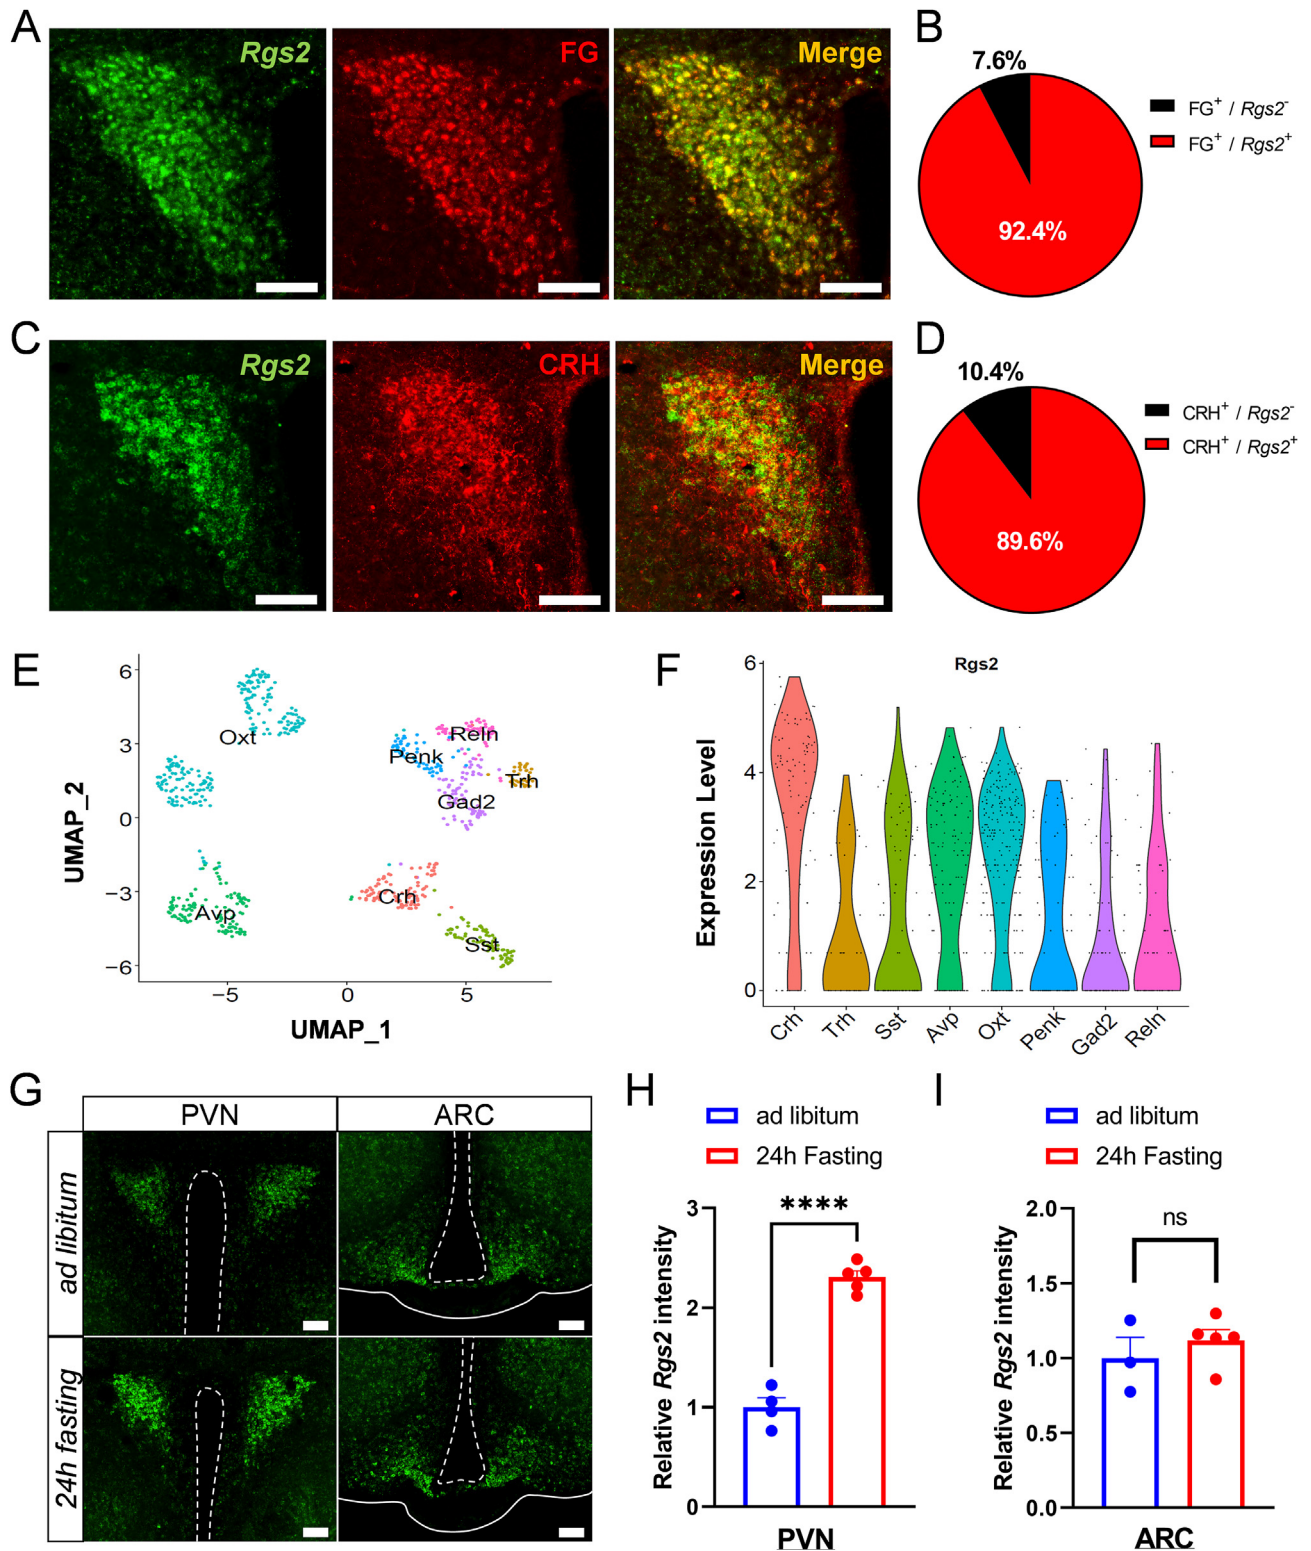 A
Rgs2
FG
Merge
B
7.6%
92.4%
FG+ / Rgs2-
FG+ / Rgs2+
C
Rgs2
CRH
Merge
D
10.4%
89.6%
CRH+ / Rgs2-
CRH+ / Rgs2+
E
UMAP_2
6
3
0
−3
−6
Oxt
Reln
Penk
Trh
Gad2
Crh
Avp
Sst
−5
0
5
UMAP_1
F
Rgs2
Expression Level
6
4
2
0
Crh
Trh
Sst
Avp
Oxt
Penk
Gad2
Reln
G
PVN
ARC
ad libitum
24h fasting
H
ad libitum
24h Fasting
Relative Rgs2 intensity
3
2
1
0
****
PVN
I
ad libitum
24h Fasting
Relative Rgs2 intensity
2.0
1.5
1.0
0.5
0.0
ns
ARC